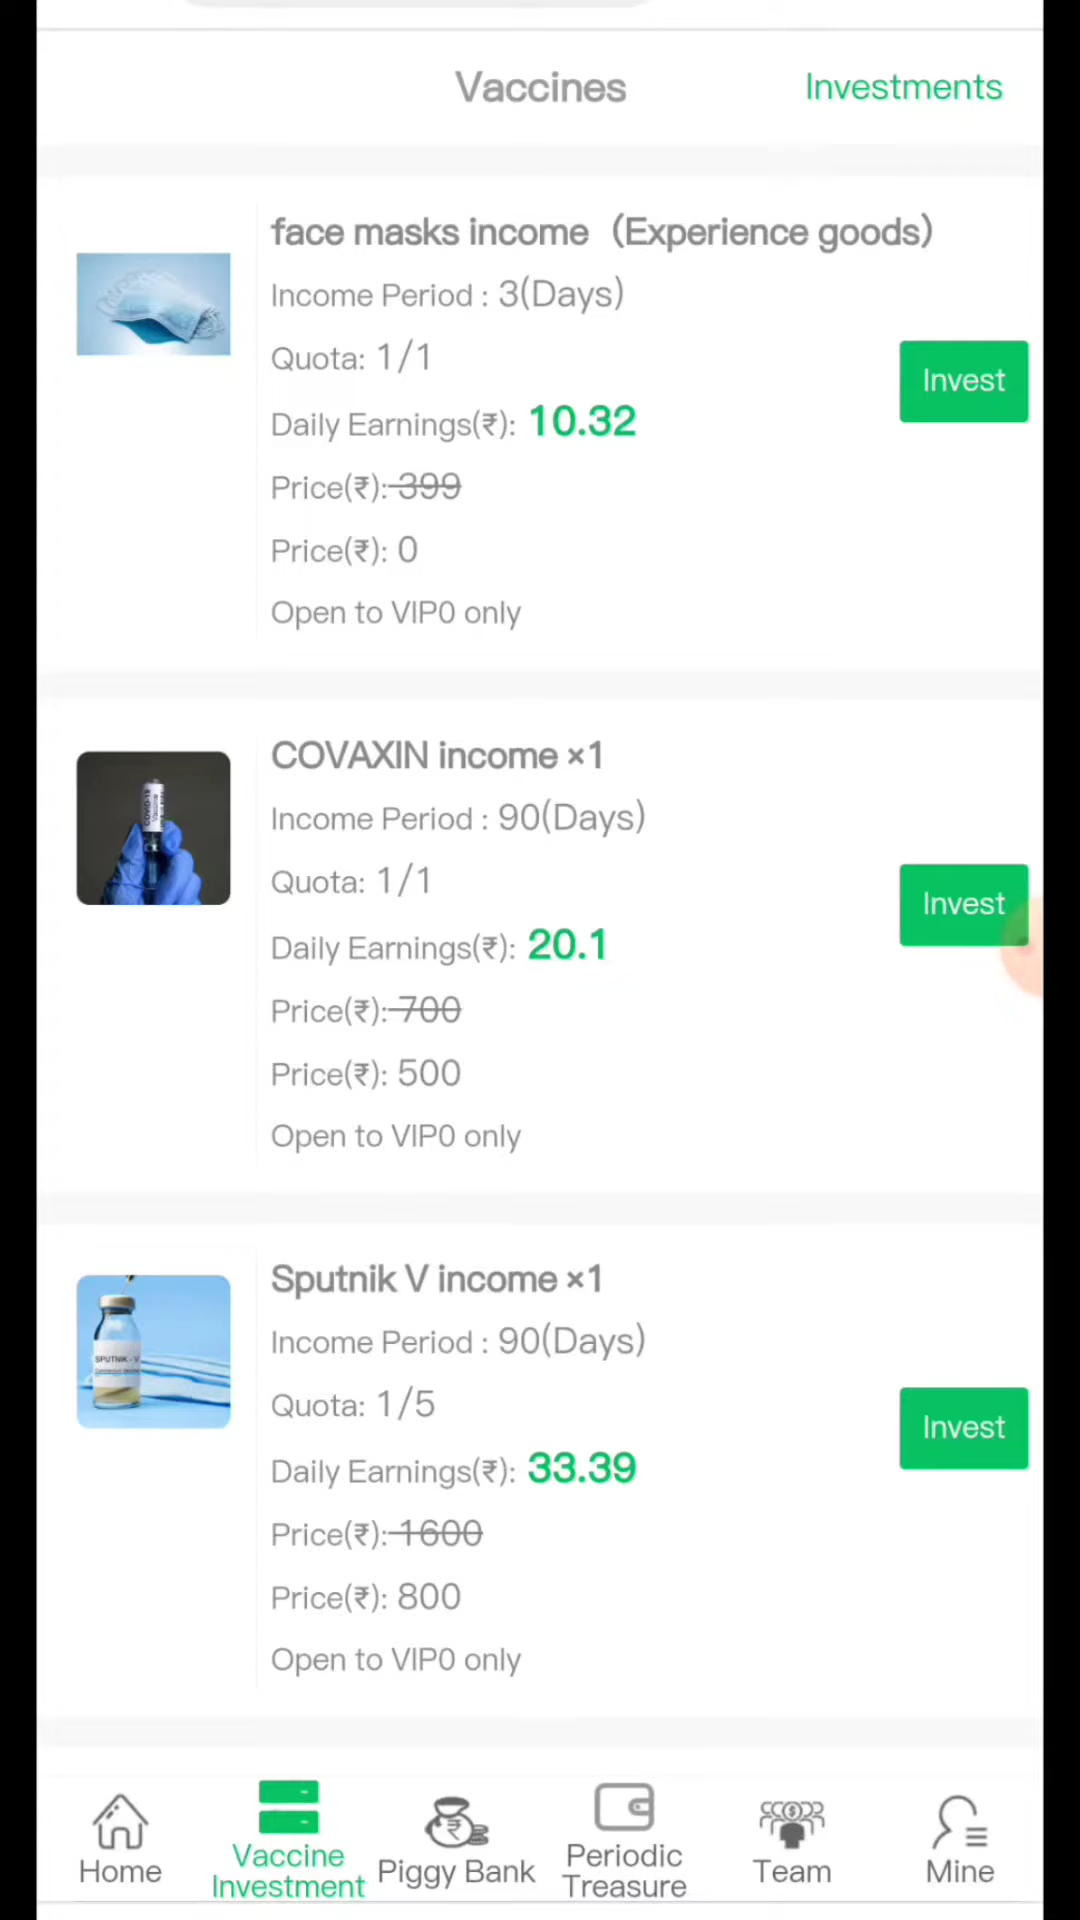 Vaccines
Investments
face masks income（Experience goods）
Income Period : 3(Days)
Quota: 1/1
Invest
Daily Earnings(₹): 10.32
Price(₹): 399
Price(₹): 0
Open to VIP0 only
COVAXIN income ×1
Income Period : 90(Days)
Quota: 1/1
Invest
Daily Earnings(₹): 20.1
Price(₹): 700
Price(₹): 500
Open to VIP0 only
COVID-19
Vaccine
Sputnik V income ×1
Income Period : 90(Days)
Quota: 1/5
Invest
Daily Earnings(₹): 33.39
Price(₹): 1600
Price(₹): 800
Open to VIP0 only
SPUTNIK - V
Home
Vaccine
Investment
Piggy Bank
Periodic
Treasure
Team
Mine